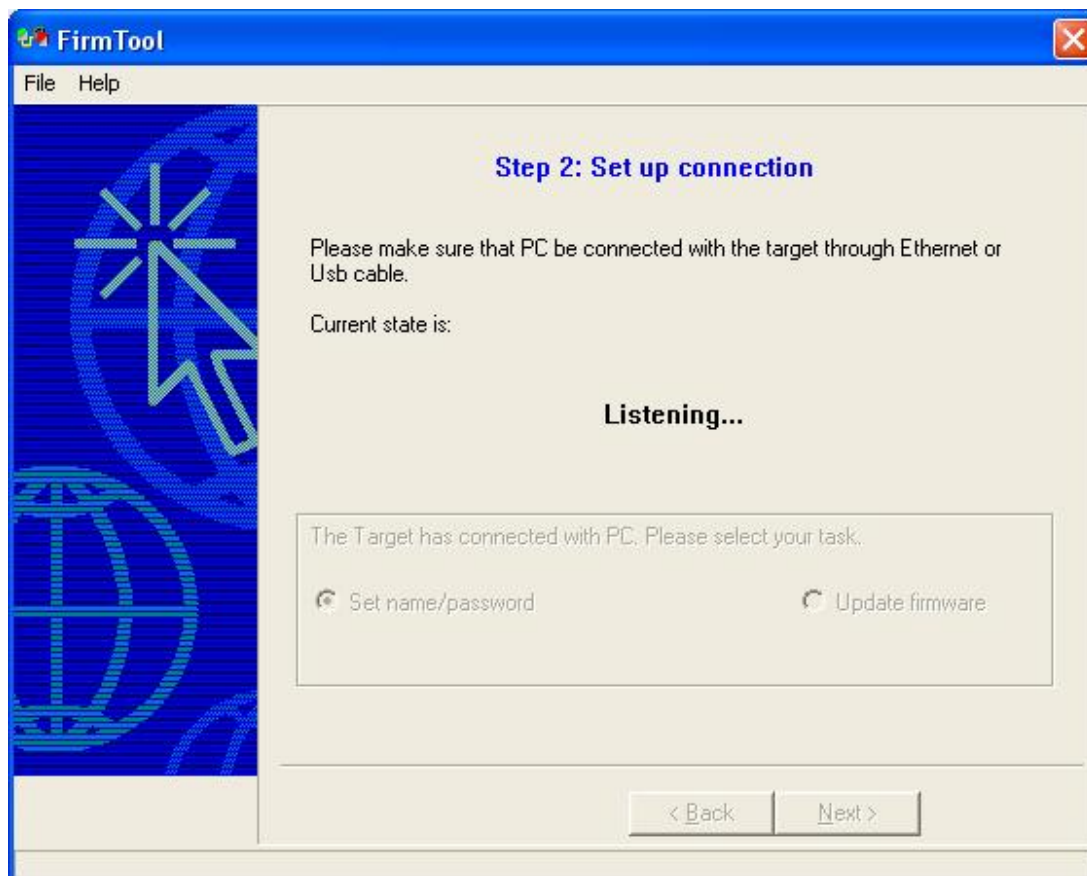 FirmTool
File Help
Step 2: Set up connection
Please make sure that PC be connected with the target through Ethernet or
Usb cable.
Current state is:
Listening...
The Target has connected with PC. Please select your task.
Set name/password Update firmware
< Back Next >